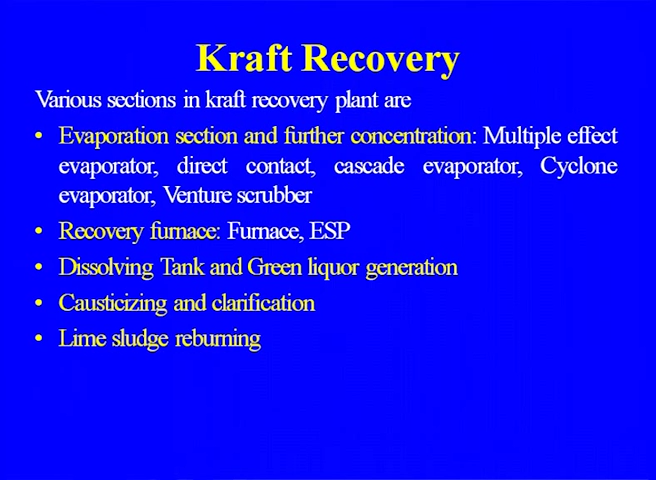 Kraft Recovery
Various sections in kraft recovery plant are
• Evaporation section and further concentration: Multiple effect
evaporator, direct contact, cascade evaporator, Cyclone
evaporator, Venture scrubber
• Recovery furnace: Furnace, ESP
• Dissolving Tank and Green liquor generation
• Causticizing and clarification
• Lime sludge reburning